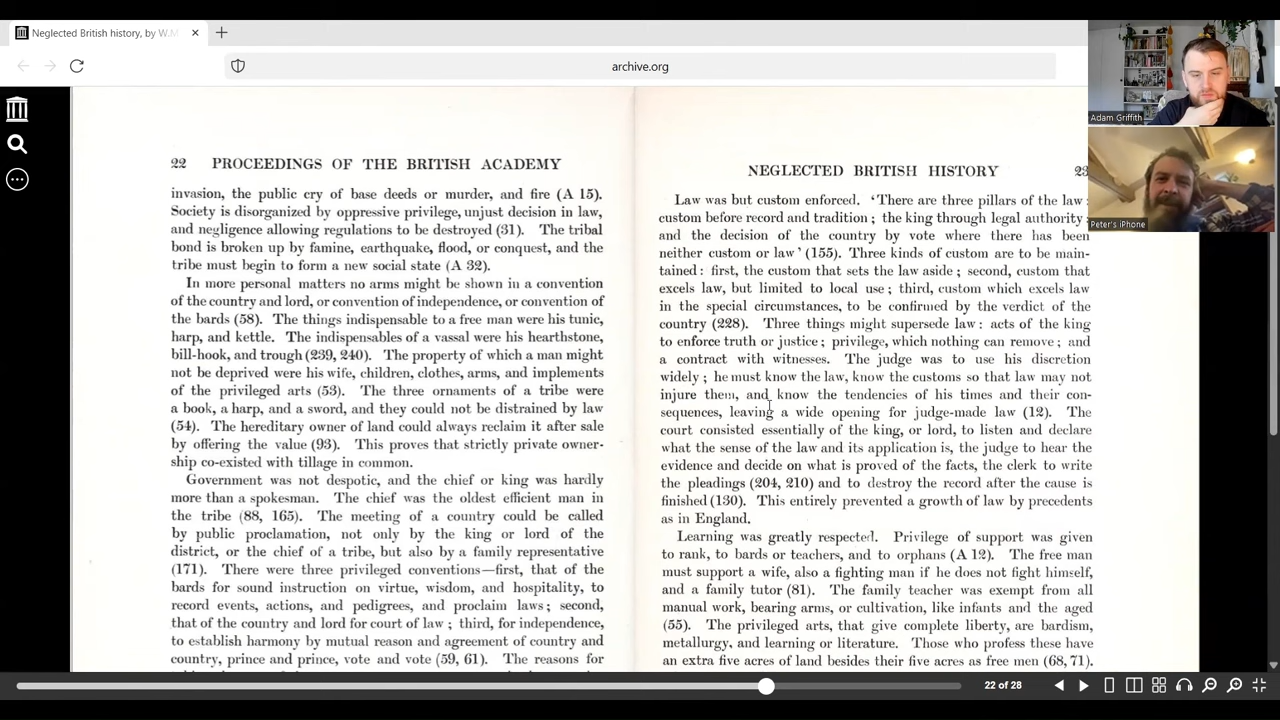 Neglected British history, by W.M
archive.org
Adam Griffith
Peter's iPhone
22 PROCEEDINGS OF THE BRITISH ACADEMY
invasion, the public cry of base deeds or murder, and fire (A 15).
Society is disorganized by oppressive privilege, unjust decision in law,
and negligence allowing regulations to be destroyed (31). The tribal
bond is broken up by famine, earthquake, flood, or conquest, and the
tribe must begin to form a new social state (A 32).
In more personal matters no arms might be shown in a convention
of the country and lord, or convention of independence, or convention of
the bards (58). The things indispensable to a free man were his tunic,
harp, and kettle. The indispensables of a vassal were his hearthstone,
bill-hook, and trough (239, 240). The property of which a man might
not be deprived were his wife, children, clothes, arms, and implements
of the privileged arts (53). The three ornaments of a tribe were
a book, a harp, and a sword, and they could not be distrained by law
(54). The hereditary owner of land could always reclaim it after sale
by offering the value (93). This proves that strictly private owner-
ship co-existed with tillage in common.
Government was not despotic, and the chief or king was hardly
more than a spokesman. The chief was the oldest efficient man in
the tribe (88, 165). The meeting of a country could be called
by public proclamation, not only by the king or lord of the
district, or the chief of a tribe, but also by a family representative
(171). There were three privileged conventions—first, that of the
bards for sound instruction on virtue, wisdom, and hospitality, to
record events, actions, and pedigrees, and proclaim laws; second,
that of the country and lord for court of law; third, for independence,
to establish harmony by mutual reason and agreement of country and
country, prince and prince, vote and vote (59, 61). The reasons for
NEGLECTED BRITISH HISTORY 23
Law was but custom enforced. 'There are three pillars of the law:
custom before record and tradition; the king through legal authority;
and the decision of the country by vote where there has been
neither custom or law' (155). Three kinds of custom are to be main-
tained: first, the custom that sets the law aside; second, custom that
excels law, but limited to local use; third, custom which excels law
in the special circumstances, to be confirmed by the verdict of the
country (228). Three things might supersede law: acts of the king
to enforce truth or justice; privilege, which nothing can remove; and
a contract with witnesses. The judge was to use his discretion
widely; he must know the law, know the customs so that law may not
injure them, and know the tendencies of his times and their con-
sequences, leaving a wide opening for judge-made law (12). The
court consisted essentially of the king, or lord, to listen and declare
what the sense of the law and its application is, the judge to hear the
evidence and decide on what is proved of the facts, the clerk to write
the pleadings (204, 210) and to destroy the record after the cause is
finished (130). This entirely prevented a growth of law by precedents
as in England.
Learning was greatly respected. Privilege of support was given
to rank, to bards or teachers, and to orphans (A 12). The free man
must support a wife, also a fighting man if he does not fight himself,
and a family tutor (81). The family teacher was exempt from all
manual work, bearing arms, or cultivation, like infants and the aged
(55). The privileged arts, that give complete liberty, are bardism,
metallurgy, and learning or literature. Those who profess these have
an extra five acres of land besides their five acres as free men (68, 71).
22 of 28